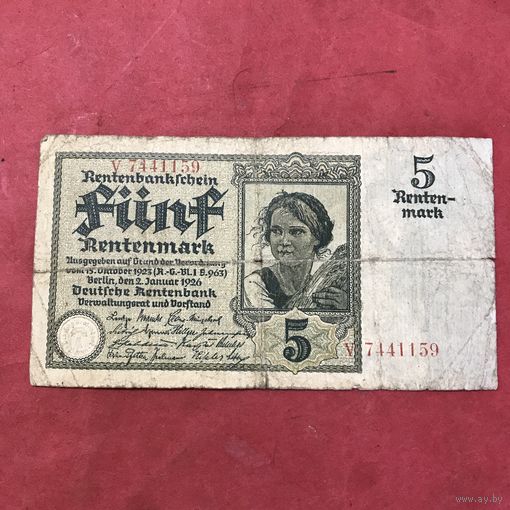 V 7441159
Rentenbankschein
Fünf
Rentenmark
Ausgegeben auf Grund der Verordnung
vom 15. Oktober 1923 (R.-G.-Bl. I S. 963)
Berlin, den 2. Januar 1926
Deutsche Rentenbank
Verwaltungsrat und Vorstand
5
5
Renten-
mark
V 7441159
www.ay.by